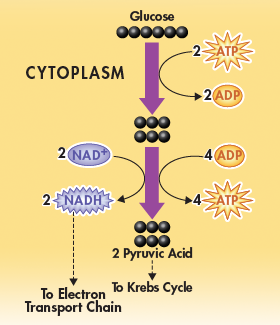 Glucose
2 ATP
CYTOPLASM
2 ADP
2 NAD+
4 ADP
2 NADH
4 ATP
2 Pyruvic Acid
To Electron
Transport Chain
To Krebs Cycle